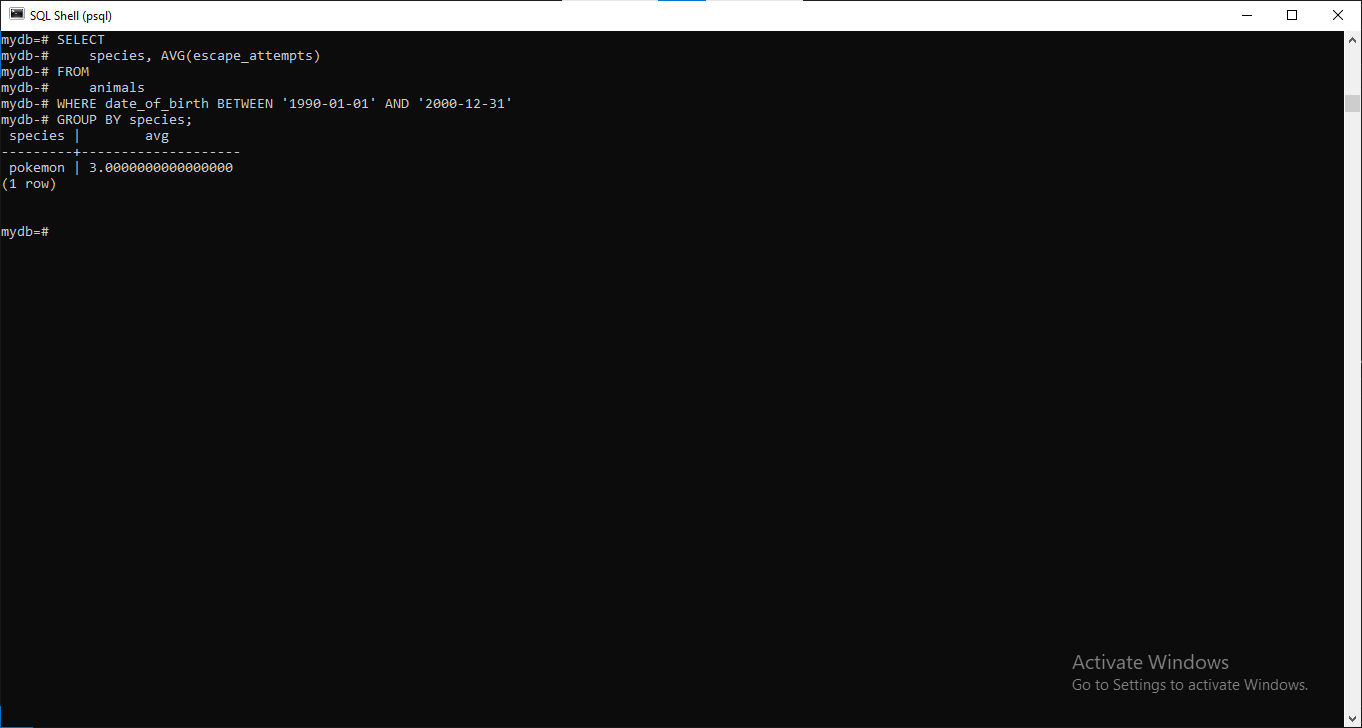 SQL Shell (psql)
mydb=# SELECT
mydb-#     species, AVG(escape_attempts)
mydb-# FROM
mydb-#     animals
mydb-# WHERE date_of_birth BETWEEN '1990-01-01' AND '2000-12-31'
mydb-# GROUP BY species;
 species |        avg
---------+--------------------
 pokemon | 3.0000000000000000
(1 row)
mydb=#
Activate Windows
Go to Settings to activate Windows.